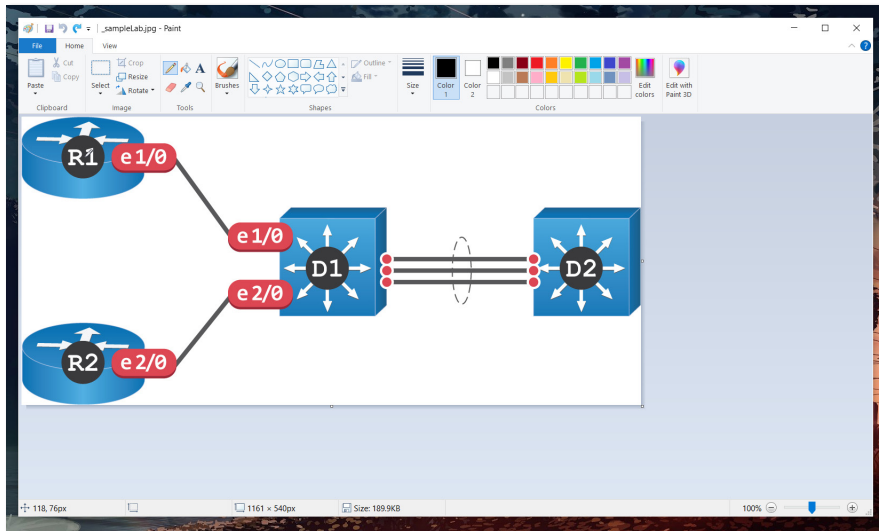 _sampleLab.jpg - Paint
File Home View
Paste
Cut
Copy
Clipboard
Select
Crop
Resize
Rotate
Image
A
Tools
Brushes
Outline
Fill
Shapes
Size
Color
1
Color
2
Edit
colors
Colors
Edit with
Paint 3D
R1 e1/0
e1/0
D1 D2
e2/0
R2 e2/0
118, 76px 1161 × 540px Size: 189.9KB 100%